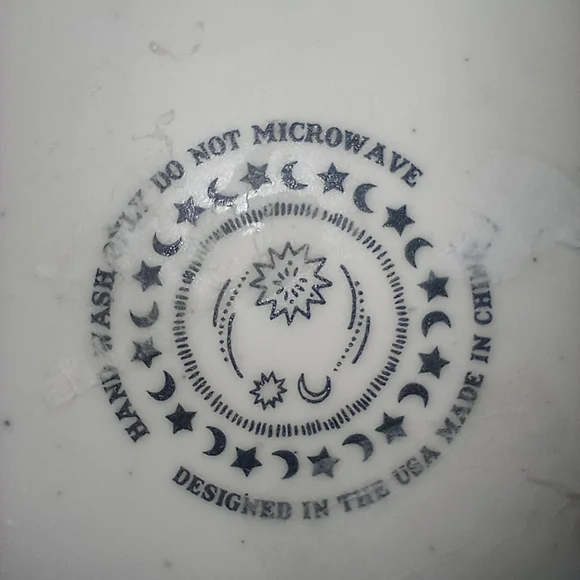 HAND WASH ONLY DO NOT MICROWAVE
DESIGNED IN THE USA MADE IN CHINA